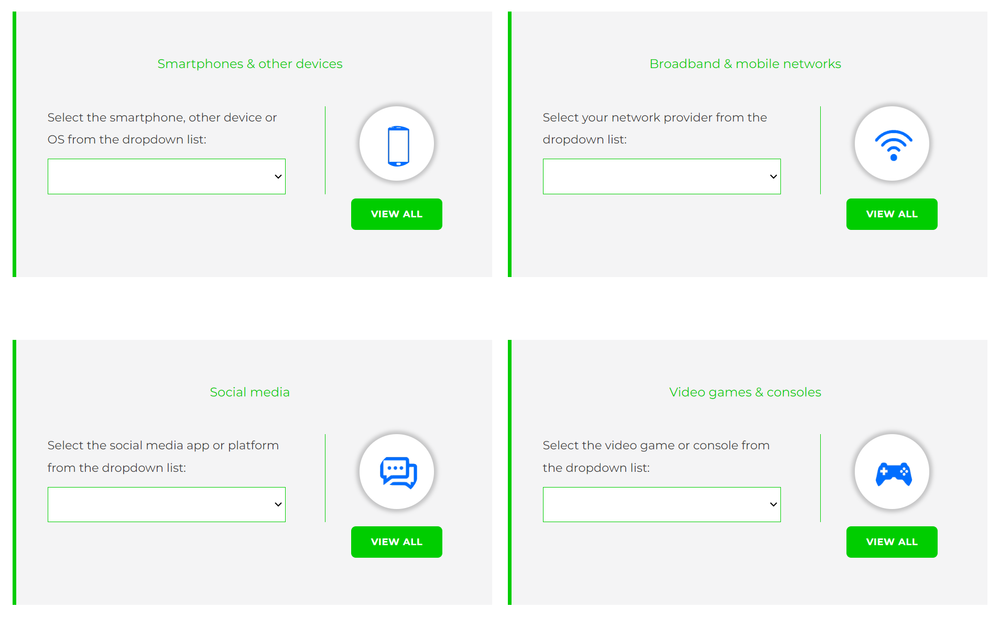 Smartphones & other devices
Select the smartphone, other device or
OS from the dropdown list:
VIEW ALL
Broadband & mobile networks
Select your network provider from the
dropdown list:
VIEW ALL
Social media
Select the social media app or platform
from the dropdown list:
VIEW ALL
Video games & consoles
Select the video game or console from
the dropdown list:
VIEW ALL